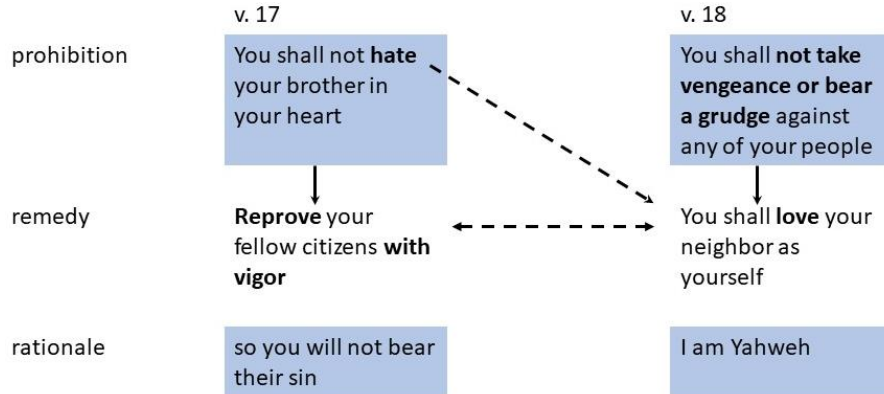 v. 17
v. 18
prohibition
You shall not hate
your brother in
your heart
You shall not take
vengeance or bear
a grudge against
any of your people
remedy
Reprove your
fellow citizens with
vigor
You shall love your
neighbor as
yourself
rationale
so you will not bear
their sin
I am Yahweh